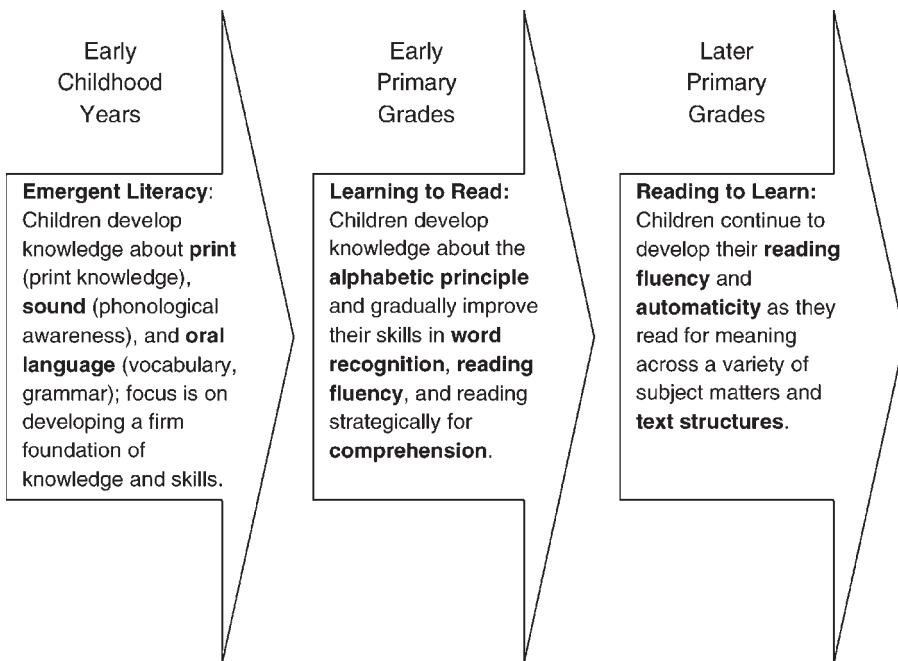 Early
Childhood
Years
Emergent Literacy:
Children develop
knowledge about print
(print knowledge),
sound (phonological
awareness), and oral
language (vocabulary,
grammar); focus is on
developing a firm
foundation of
knowledge and skills.
Early
Primary
Grades
Learning to Read:
Children develop
knowledge about the
alphabetic principle
and gradually improve
their skills in word
recognition, reading
fluency, and reading
strategically for
comprehension.
Later
Primary
Grades
Reading to Learn:
Children continue to
develop their reading
fluency and
automaticity as they
read for meaning
across a variety of
subject matters and
text structures.